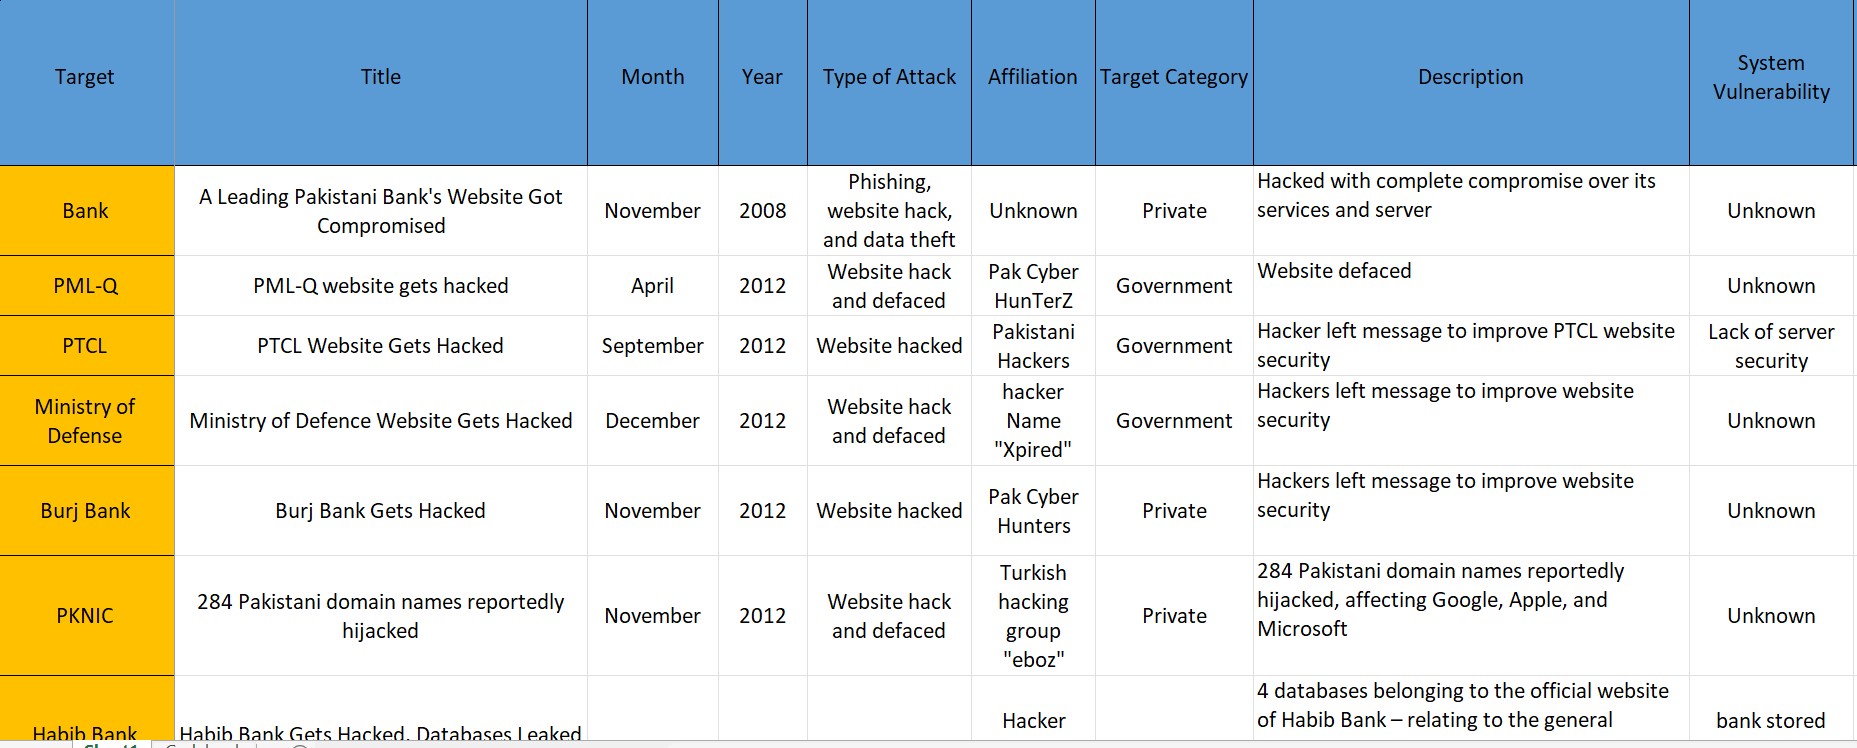 Target
Title
Month
Year
Type of Attack
Affiliation
Target Category
Description
System
Vulnerability
Bank
A Leading Pakistani Bank's Website Got
Compromised
November
2008
Phishing,
website hack,
and data theft
Unknown
Private
Hacked with complete compromise over its
services and server
Unknown
PML-Q
PML-Q website gets hacked
April
2012
Website hack
and defaced
Pak Cyber
HunTerZ
Government
Website defaced
Unknown
PTCL
PTCL Website Gets Hacked
September
2012
Website hacked
Pakistani
Hackers
Government
Hacker left message to improve PTCL website
security
Lack of server
security
Ministry of
Defense
Ministry of Defence Website Gets Hacked
December
2012
Website hack
and defaced
hacker
Name
"Xpired"
Government
Hackers left message to improve website
security
Unknown
Burj Bank
Burj Bank Gets Hacked
November
2012
Website hacked
Pak Cyber
Hunters
Private
Hackers left message to improve website
security
Unknown
PKNIC
284 Pakistani domain names reportedly
hijacked
November
2012
Website hack
and defaced
Turkish
hacking
group
"eboz"
Private
284 Pakistani domain names reportedly
hijacked, affecting Google, Apple, and
Microsoft
Unknown
Habib Bank
Habib Bank Gets Hacked, Databases Leaked
Hacker
4 databases belonging to the official website
of Habib Bank – relating to the general
bank stored